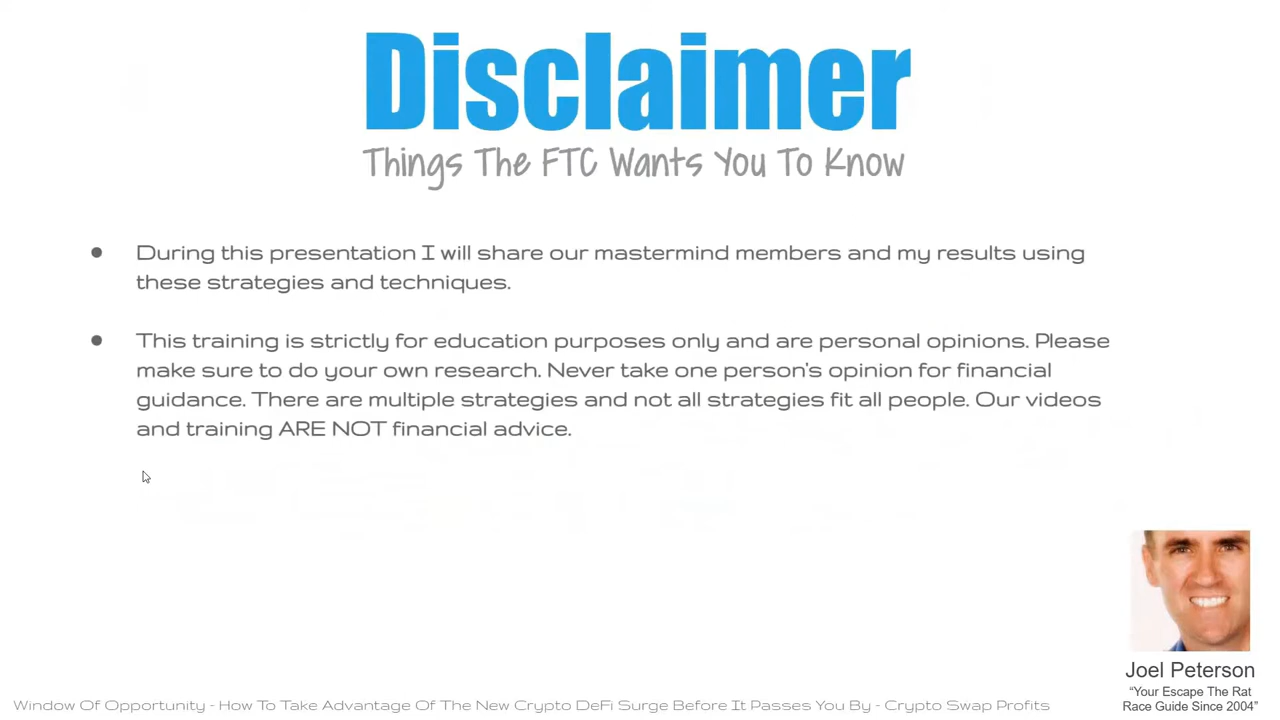 Disclaimer
Things The FTC Wants You To Know
● During this presentation I will share our mastermind members and my results using
these strategies and techniques.
● This training is strictly for education purposes only and are personal opinions. Please
make sure to do your own research. Never take one person's opinion for financial
guidance. There are multiple strategies and not all strategies fit all people. Our videos
and training ARE NOT financial advice.
Joel Peterson
“Your Escape The Rat
Race Guide Since 2004”
Window Of Opportunity - How To Take Advantage Of The New Crypto DeFi Surge Before It Passes You By - Crypto Swap Profits